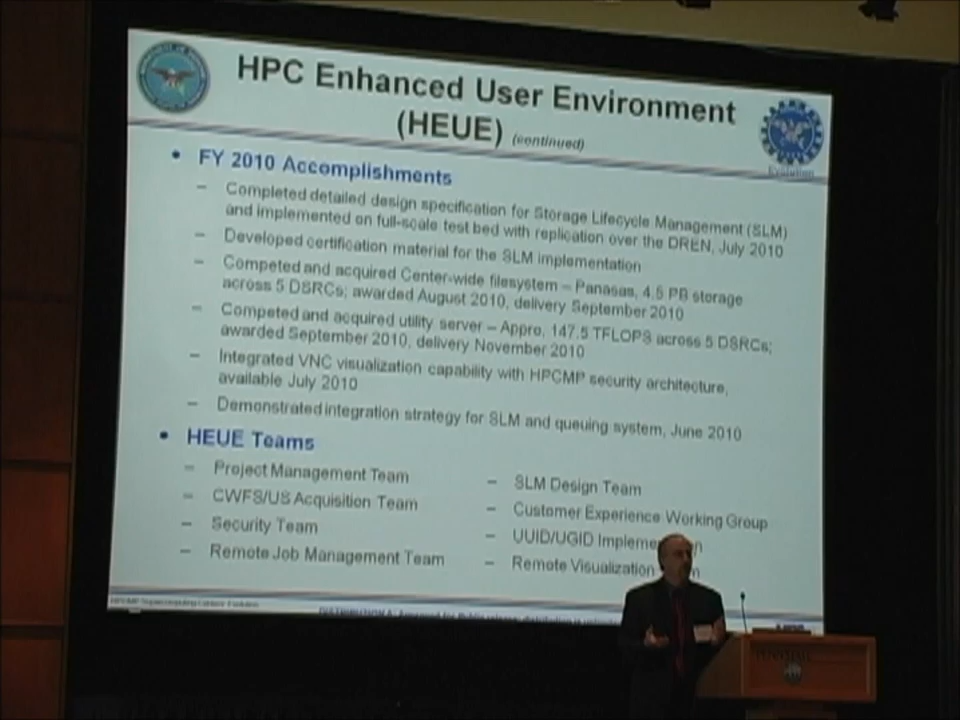 HPC Enhanced User Environment
(HEUE) (continued)
Evolution
• FY 2010 Accomplishments
– Completed detailed design specification for Storage Lifecycle Management (SLM)
and implemented on full-scale test bed with replication over the DREN, July 2010
– Developed certification material for the SLM implementation
– Competed and acquired Center-wide filesystem – Panasas, 4.5 PB storage
across 5 DSRCs; awarded August 2010, delivery September 2010
– Competed and acquired utility server – Appro, 147.5 TFLOPS across 5 DSRCs;
awarded September 2010, delivery November 2010
– Integrated VNC visualization capability with HPCMP security architecture,
available July 2010
– Demonstrated integration strategy for SLM and queuing system, June 2010
• HEUE Teams
– Project Management Team
– CWFS/US Acquisition Team
– Security Team
– Remote Job Management Team
– SLM Design Team
– Customer Experience Working Group
– UUID/UGID
– Remote Visualization